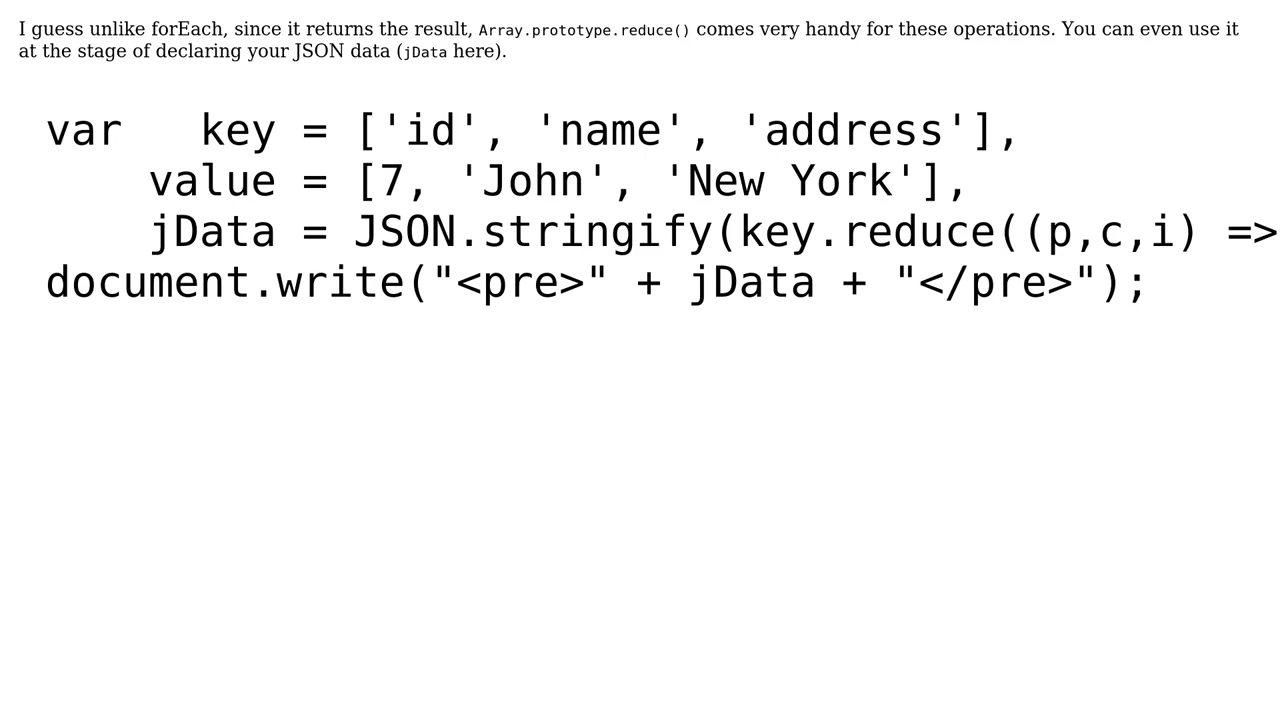 I guess unlike forEach, since it returns the result, Array.prototype.reduce() comes very handy for these operations. You can even use it
at the stage of declaring your JSON data (jData here).
var   key = ['id', 'name', 'address'],
    value = [7, 'John', 'New York'],
    jData = JSON.stringify(key.reduce((p,c,i) =>
document.write("<pre>" + jData + "</pre>");